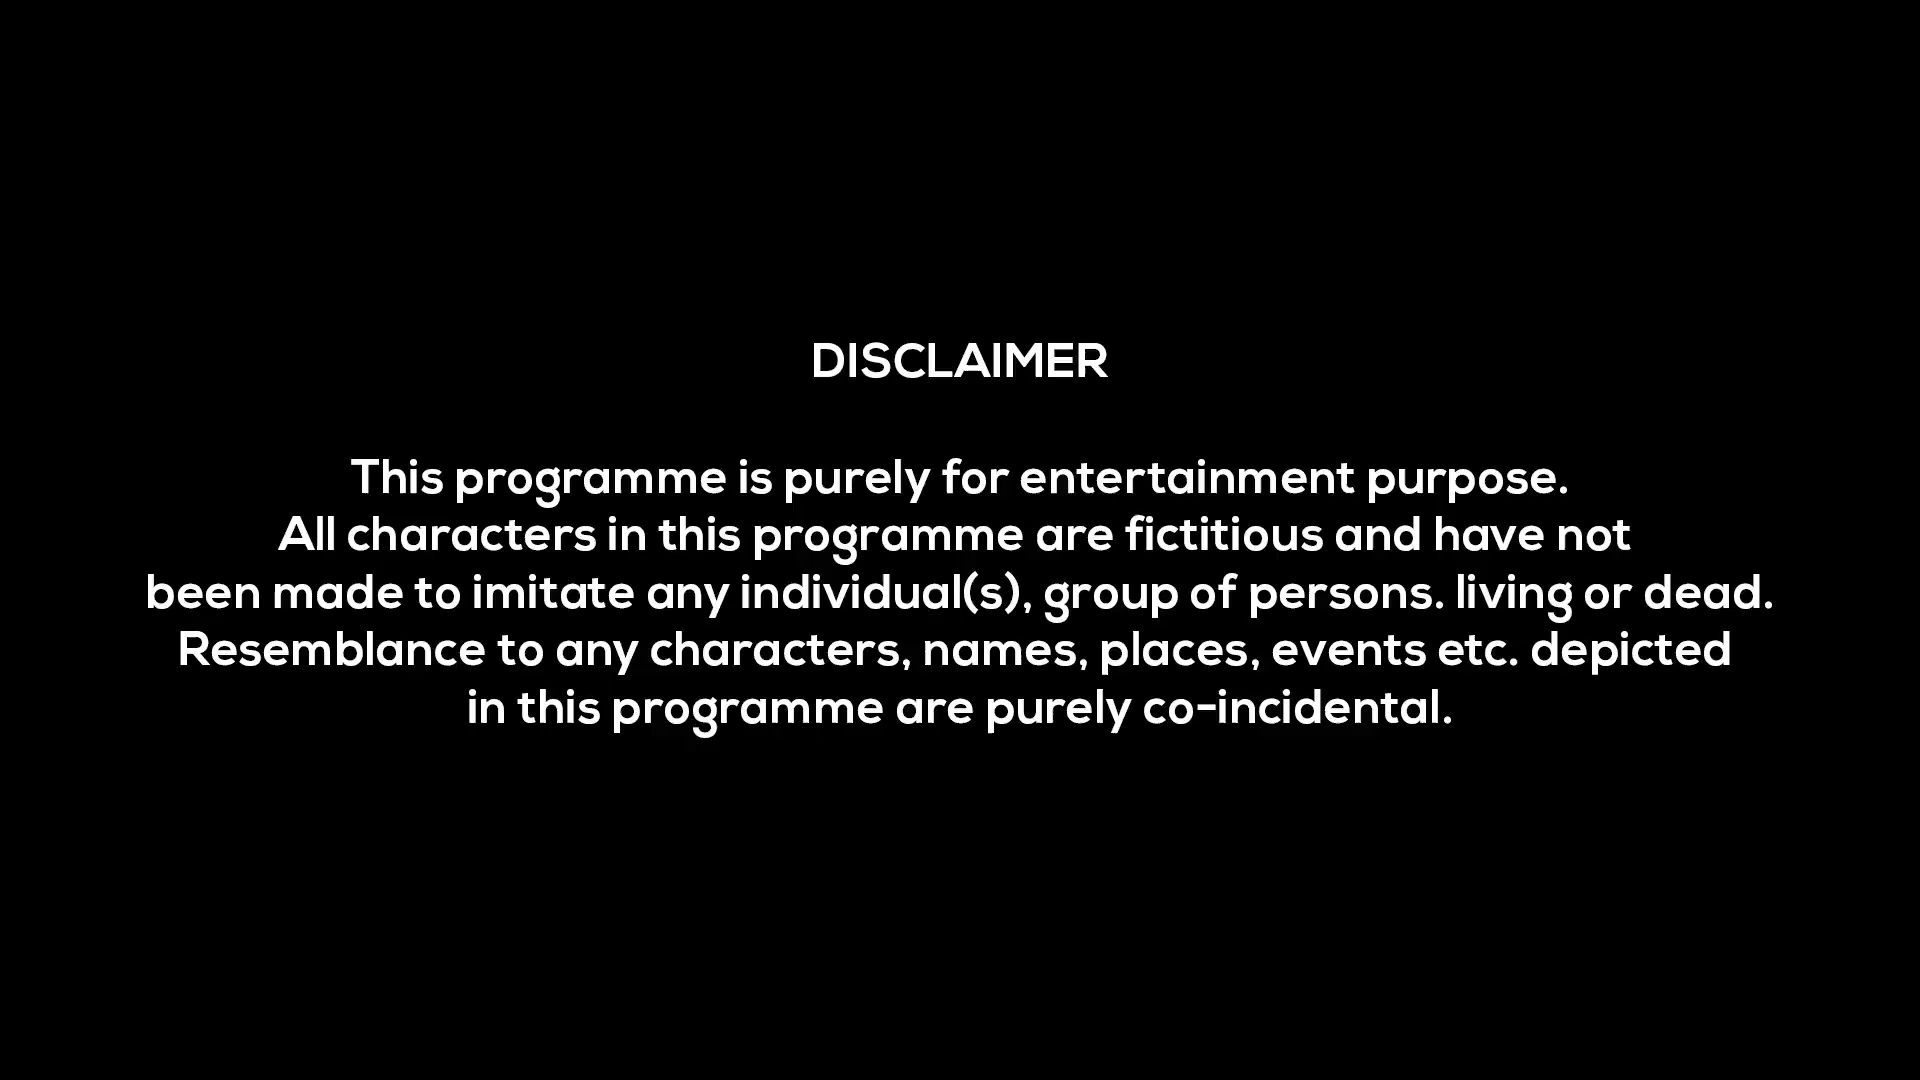 DISCLAIMER
This programme is purely for entertainment purpose.
All characters in this programme are fictitious and have not
been made to imitate any individual(s), group of persons. living or dead.
Resemblance to any characters, names, places, events etc. depicted
in this programme are purely co-incidental.